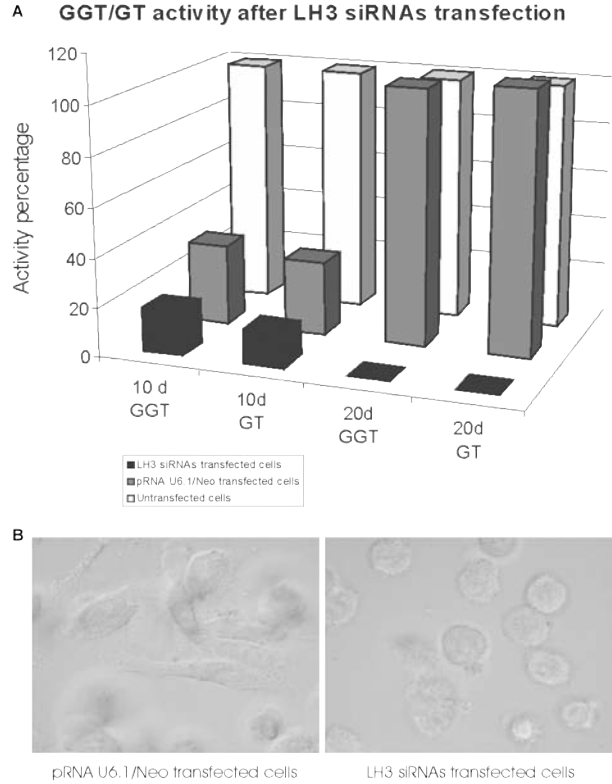 A
GGT/GT activity after LH3 siRNAs transfection
120
100
80
60
40
20
0
Activity percentage
10 d
GGT
10d
GT
20d
GGT
20d
GT
LH3 siRNAs transfected cells
pRNA U6.1/Neo transfected cells
Untransfected cells
B
pRNA U6.1/Neo transfected cells
LH3 siRNAs transfected cells